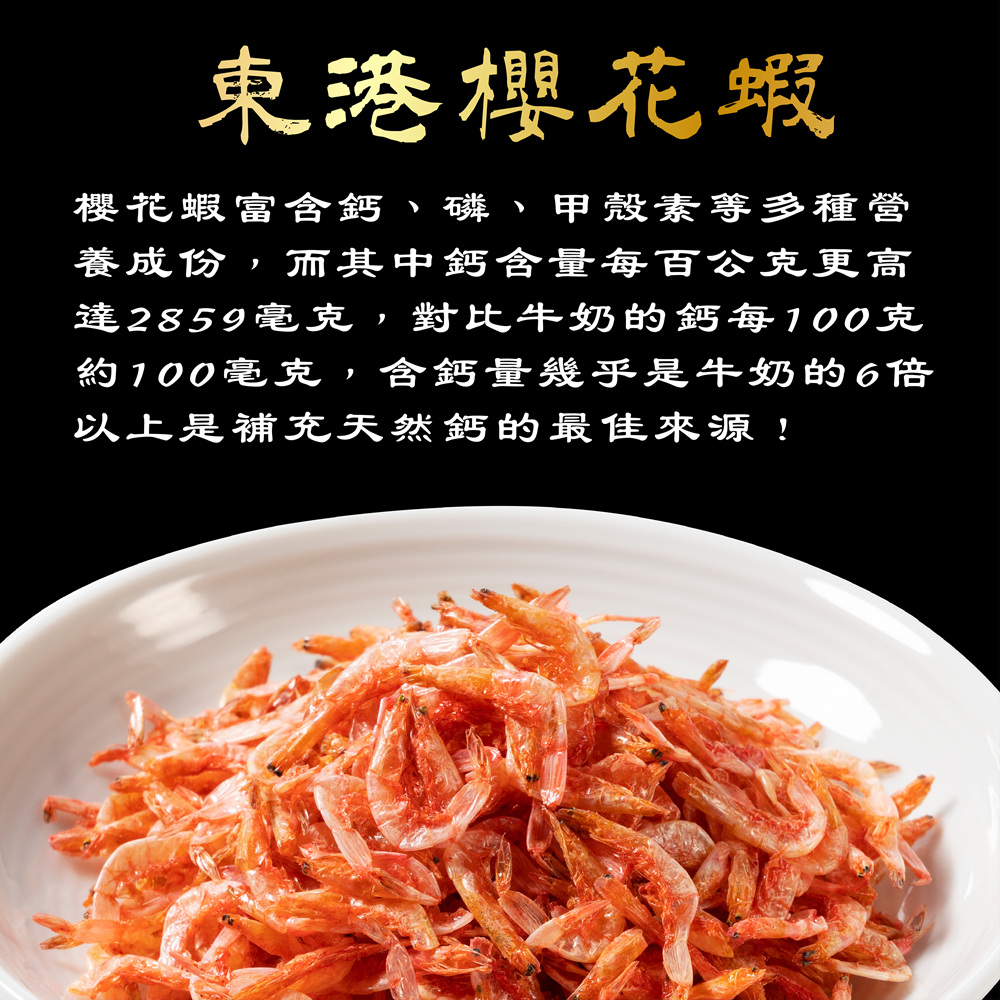 東港櫻花蝦
櫻花蝦富含鈣、磷、甲殼素等多種營
養成份，而其中鈣含量每百公克更高
達2859毫克，對比牛奶的鈣每100克
約100毫克，含鈣量幾乎是牛奶的6倍
以上是補充天然鈣的最佳來源！